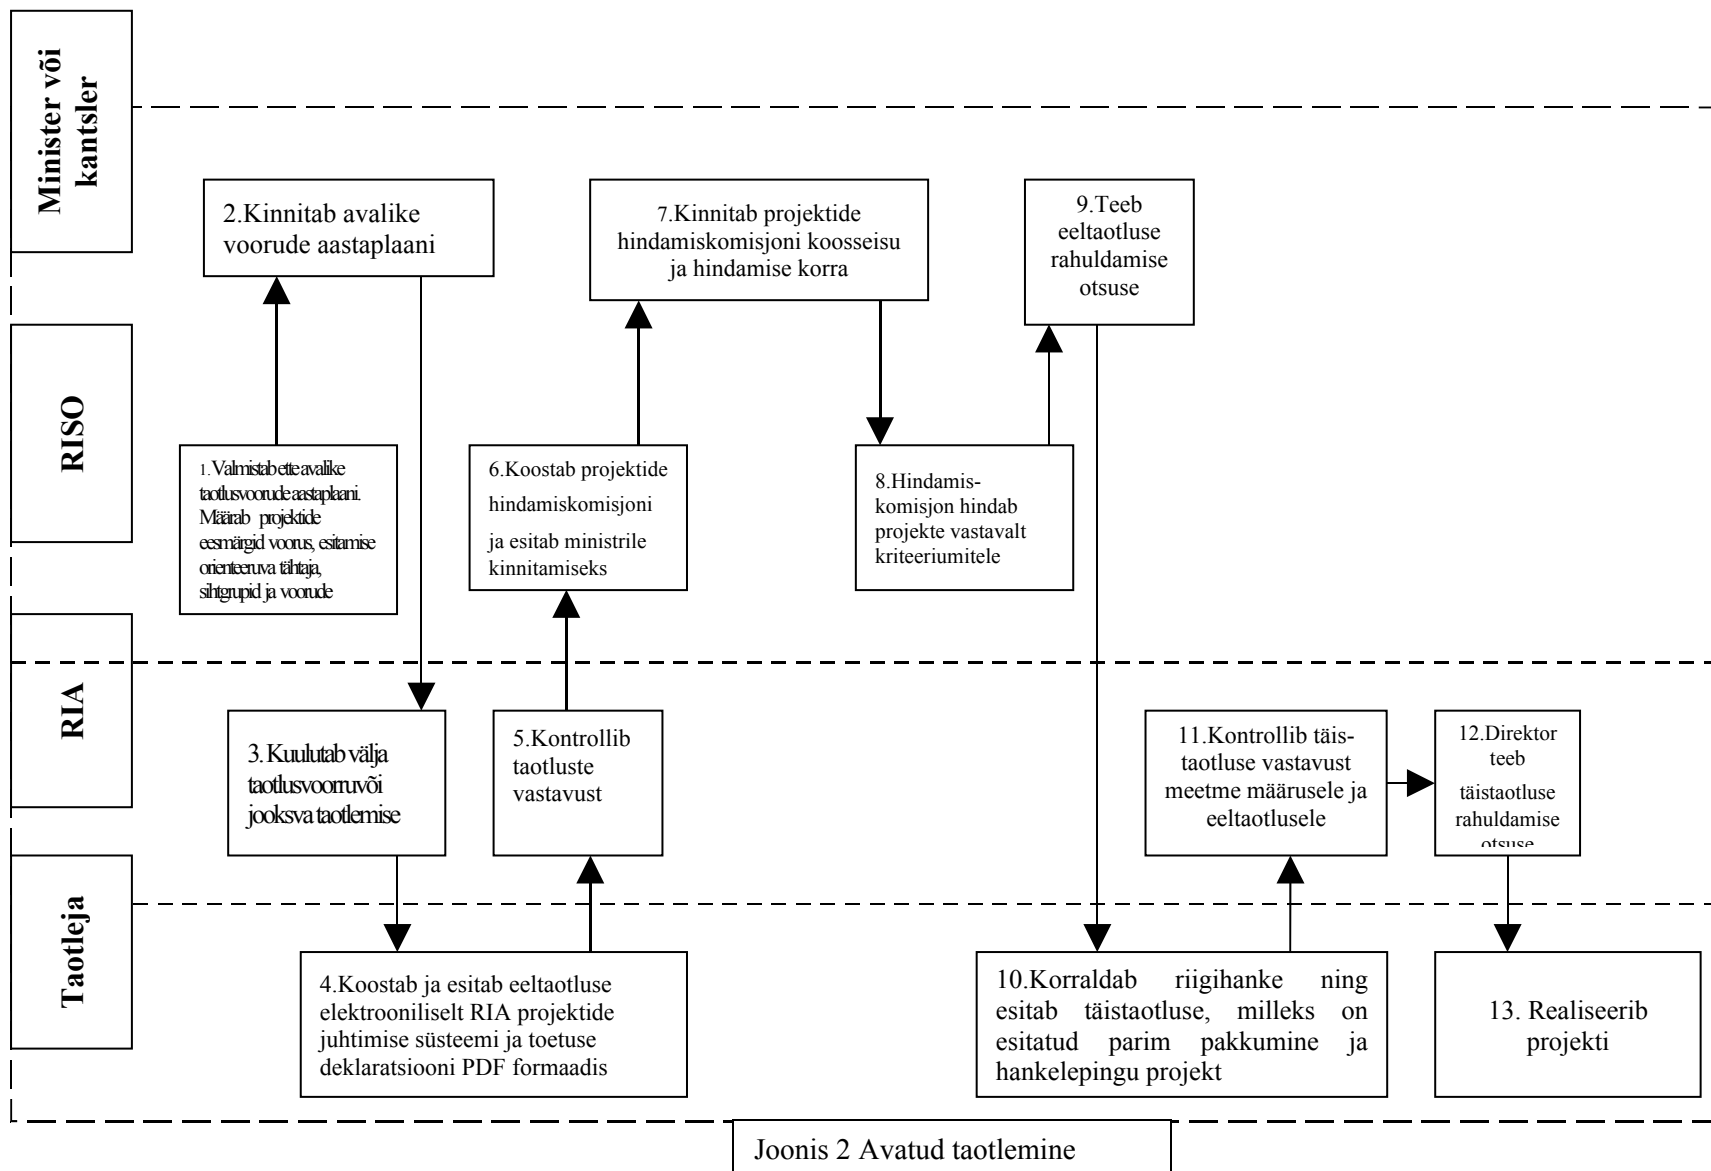 Minister või
kantsler
RISO
RIA
Taotleja
2.Kinnitab avalike
voorude aastaplaani
7.Kinnitab projektide
hindamiskomisjoni koosseisu
ja hindamise korra
9.Teeb
eeltaotluse
rahuldamise
otsuse
1.Valmistab ette avalike
taotlusvoorude aastaplaani.
Määrab projektide
eesmärgid voorus, esitamise
orienteeruva tähtaja,
sihtgrupid ja voorude
6.Koostab projektide
hindamiskomisjoni
ja esitab ministrile
kinnitamiseks
8.Hindamis-
komisjon hindab
projekte vastavalt
kriteeriumitele
3. Kuulutab välja
taotlusvooru või
jooksva taotlemise
5.Kontrollib
taotluste
vastavust
11.Kontrollib täis-
taotluse vastavust
meetme määrusele ja
eeltaotlusele
12.Direktor
teeb
täistaotluse
rahuldamise
otsuse
4.Koostab ja esitab eeltaotluse
elektrooniliselt RIA projektide
juhtimise süsteemi ja toetuse
deklaratsiooni PDF formaadis
10.Korraldab riigihanke ning
esitab täistaotluse, milleks on
esitatud parim pakkumine ja
hankelepingu projekt
13. Realiseerib
projekti
Joonis 2 Avatud taotlemine